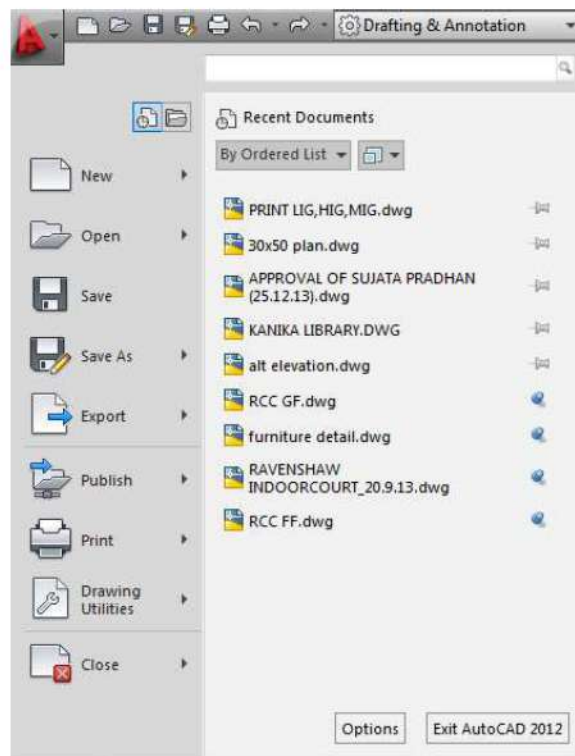 Drafting & Annotation
Recent Documents
By Ordered List
New
Open
Save
Save As
Export
Publish
Print
Drawing
Utilities
Close
PRINT LIG,HIG,MIG.dwg
30x50 plan.dwg
APPROVAL OF SUJATA PRADHAN
(25.12.13).dwg
KANIKA LIBRARY.DWG
alt elevation.dwg
RCC GF.dwg
furniture detail.dwg
RAVENSHAW
INDOORCOURT_20.9.13.dwg
RCC FF.dwg
Options
Exit AutoCAD 2012